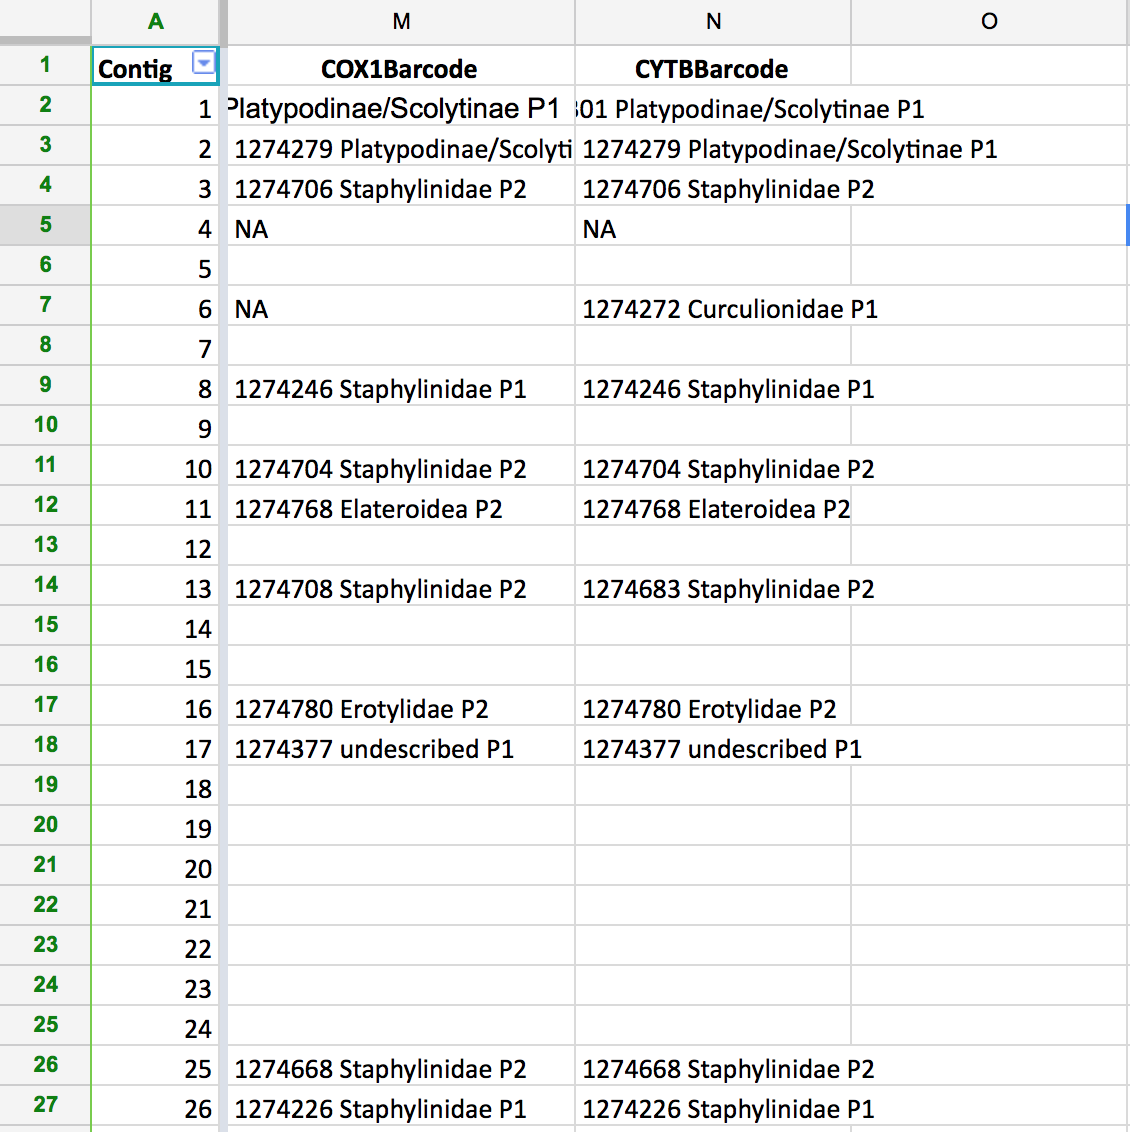 A M N O
1 Contig COX1Barcode CYTBBarcode
2 1 Platypodinae/Scolytinae P1 301 Platypodinae/Scolytinae P1
3 2 1274279 Platypodinae/Scolyti 1274279 Platypodinae/Scolytinae P1
4 3 1274706 Staphylinidae P2 1274706 Staphylinidae P2
5 4 NA NA
6 5
7 6 NA 1274272 Curculionidae P1
8 7
9 8 1274246 Staphylinidae P1 1274246 Staphylinidae P1
10 9
11 10 1274704 Staphylinidae P2 1274704 Staphylinidae P2
12 11 1274768 Elateroidea P2 1274768 Elateroidea P2
13 12
14 13 1274708 Staphylinidae P2 1274683 Staphylinidae P2
15 14
16 15
17 16 1274780 Erotylidae P2 1274780 Erotylidae P2
18 17 1274377 undescribed P1 1274377 undescribed P1
19 18
20 19
21 20
22 21
23 22
24 23
25 24
26 25 1274668 Staphylinidae P2 1274668 Staphylinidae P2
27 26 1274226 Staphylinidae P1 1274226 Staphylinidae P1